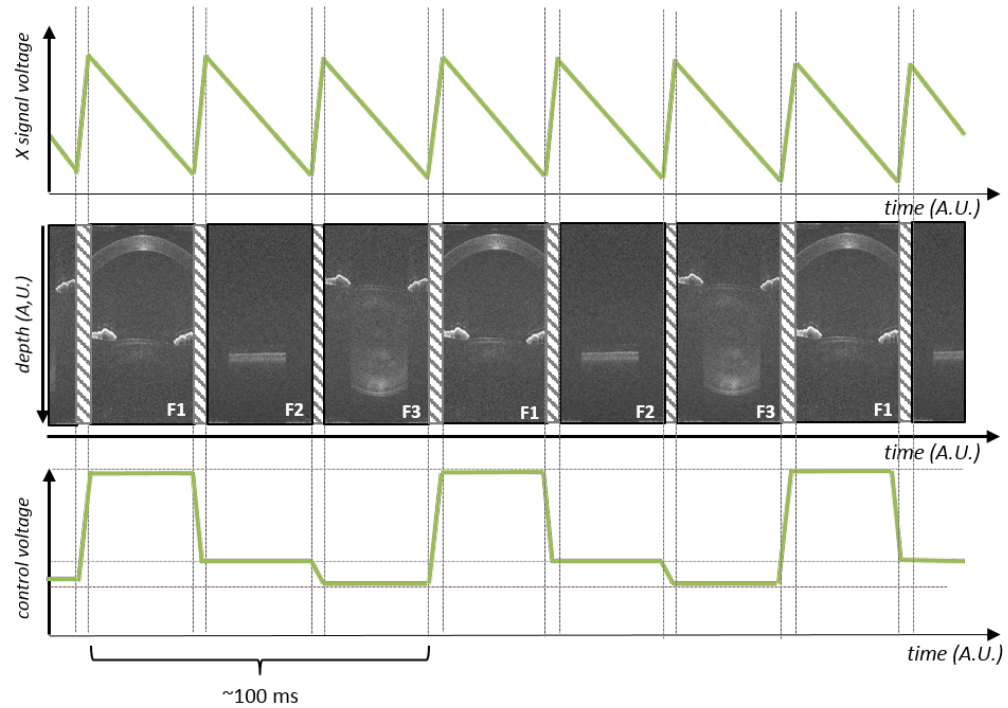 X signal voltage
time (A.U.)
depth (A,U.)
F1
F2
F3
F1
F2
F3
F1
time (A.U.)
control voltage
time (A.U.)
~100 ms